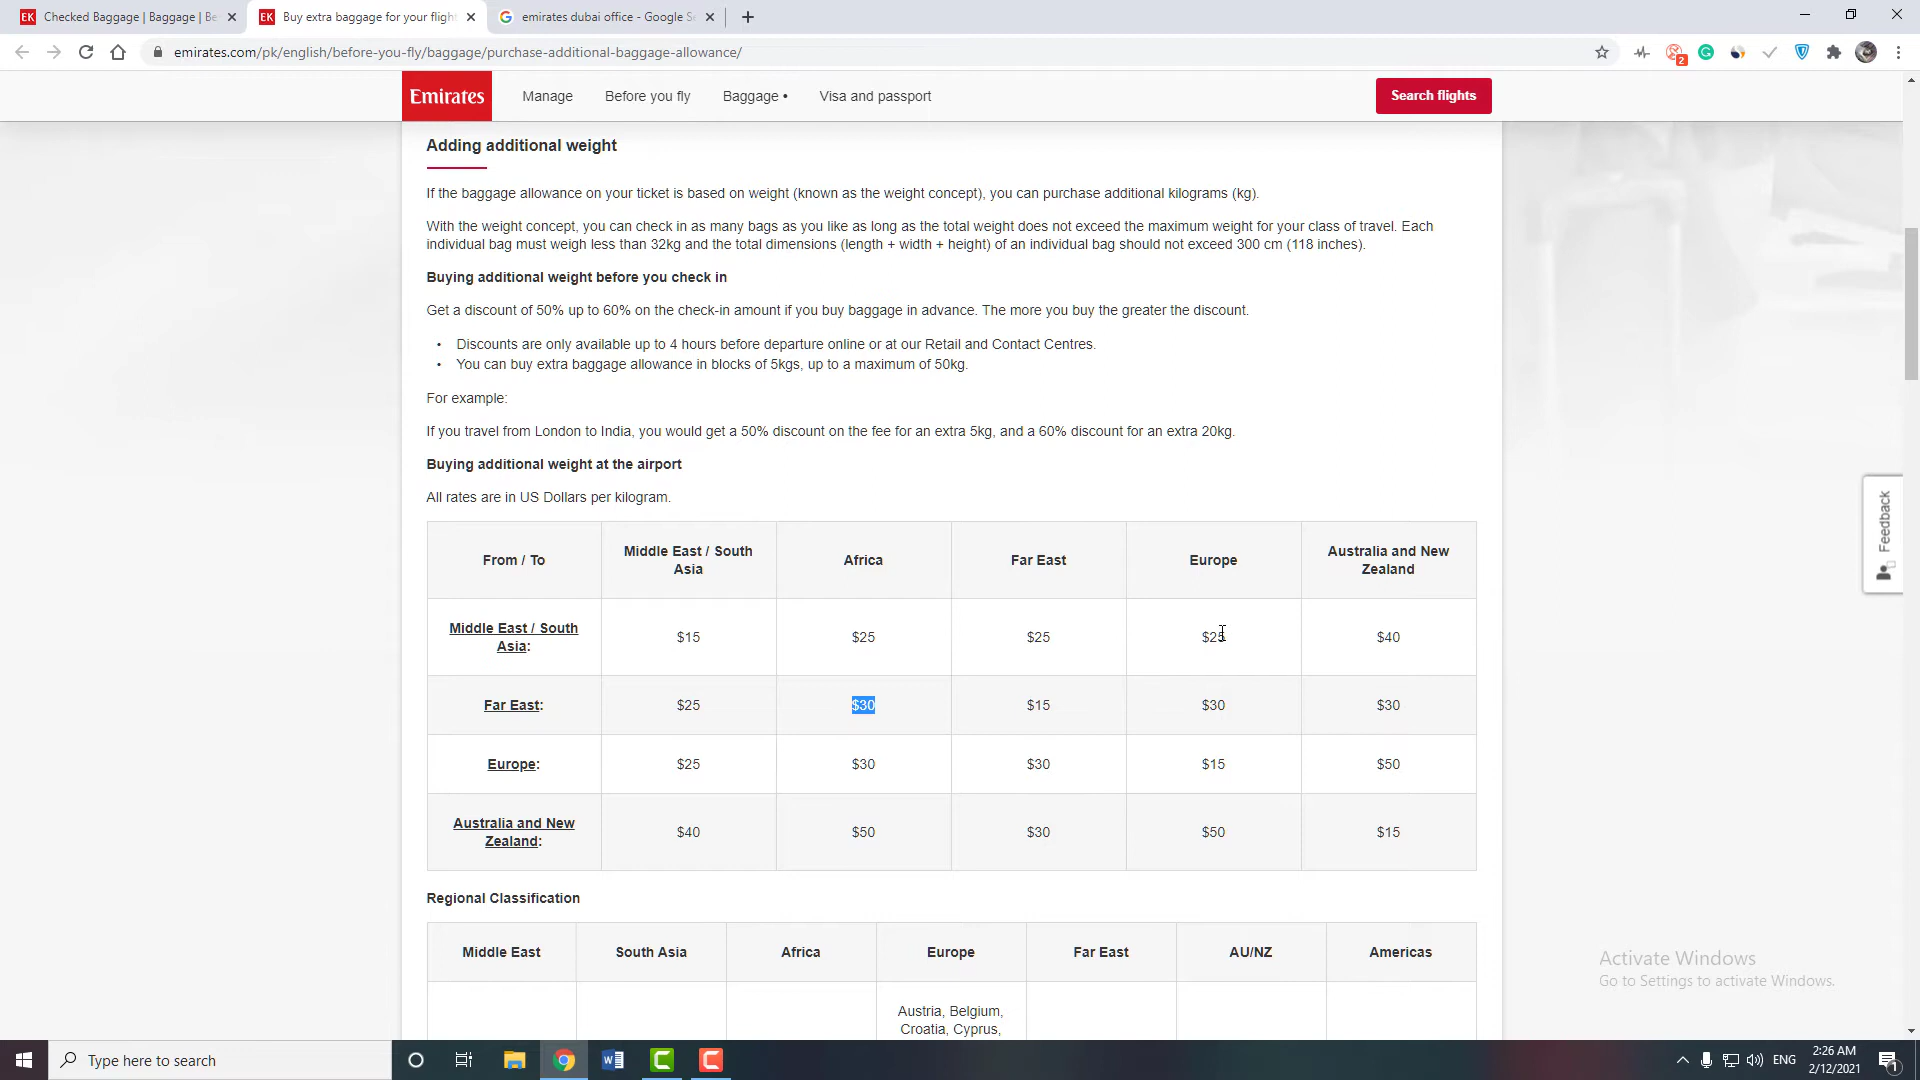 Checked Baggage | Baggage | Be
Buy extra baggage for your flight
emirates dubai office - Google Se
emirates.com/pk/english/before-you-fly/baggage/purchase-additional-baggage-allowance/
2
Emirates
Manage
Before you fly
Baggage •
Visa and passport
Search flights
Adding additional weight
If the baggage allowance on your ticket is based on weight (known as the weight concept), you can purchase additional kilograms (kg).
With the weight concept, you can check in as many bags as you like as long as the total weight does not exceed the maximum weight for your class of travel. Each
individual bag must weigh less than 32kg and the total dimensions (length + width + height) of an individual bag should not exceed 300 cm (118 inches).
Buying additional weight before you check in
Get a discount of 50% up to 60% on the check-in amount if you buy baggage in advance. The more you buy the greater the discount.
• Discounts are only available up to 4 hours before departure online or at our Retail and Contact Centres.
• You can buy extra baggage allowance in blocks of 5kgs, up to a maximum of 50kg.
For example:
If you travel from London to India, you would get a 50% discount on the fee for an extra 5kg, and a 60% discount for an extra 20kg.
Buying additional weight at the airport
All rates are in US Dollars per kilogram.
From / To
Middle East / South
Asia
Africa
Far East
Europe
Australia and New
Zealand
Middle East / South
Asia:
$15
$25
$25
$25
$40
Far East:
$25
$30
$15
$30
$30
Europe:
$25
$30
$30
$15
$50
Australia and New
Zealand:
$40
$50
$30
$50
$15
Regional Classification
Middle East
South Asia
Africa
Europe
Far East
AU/NZ
Americas
Austria, Belgium,
Croatia, Cyprus,
Feedback
Activate Windows
Go to Settings to activate Windows.
Type here to search
ENG
2:26 AM
2/12/2021
1